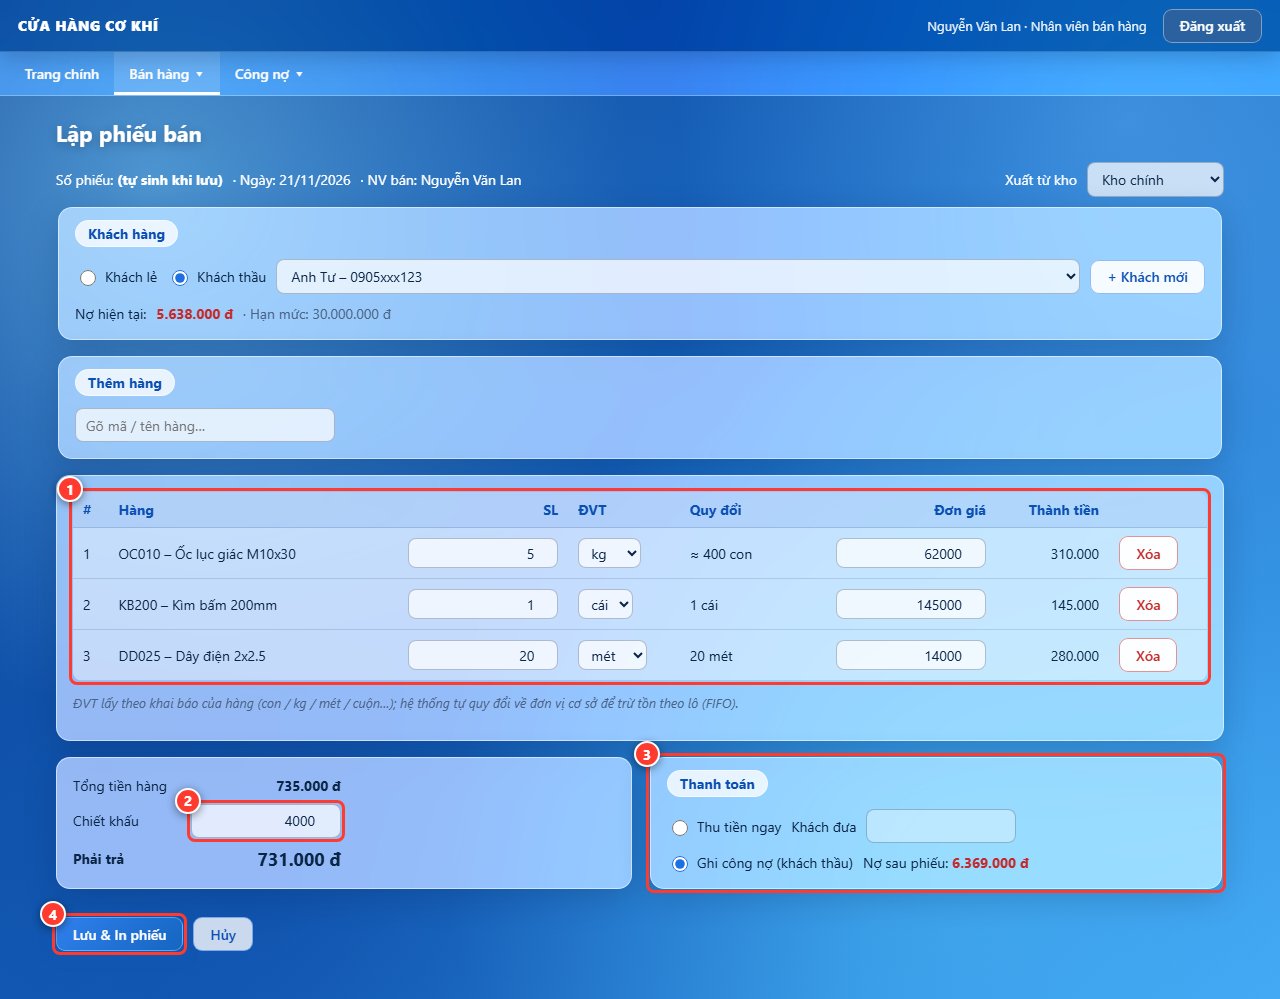 CỬA HÀNG CƠ KHÍ
Nguyễn Văn Lan · Nhân viên bán hàng
Đăng xuất
Trang chính
Bán hàng ▾
Công nợ ▾
Lập phiếu bán
Số phiếu: (tự sinh khi lưu) · Ngày: 21/11/2026 · NV bán: Nguyễn Văn Lan
Xuất từ kho
Kho chính
Khách hàng
Khách lẻ
Khách thầu
Anh Tư – 0905xxx123
+ Khách mới
Nợ hiện tại: 5.638.000 đ · Hạn mức: 30.000.000 đ
Thêm hàng
Gõ mã / tên hàng...
1
# Hàng SL ĐVT Quy đổi Đơn giá Thành tiền
1 OC010 – Ốc lục giác M10x30 5 kg ≈ 400 con 62000 310.000 Xóa
2 KB200 – Kìm bấm 200mm 1 cái 1 cái 145000 145.000 Xóa
3 DD025 – Dây điện 2x2.5 20 mét 20 mét 14000 280.000 Xóa
ĐVT lấy theo khai báo của hàng (con / kg / mét / cuộn...); hệ thống tự quy đổi về đơn vị cơ sở để trừ tồn theo lô (FIFO).
Tổng tiền hàng 735.000 đ
2
Chiết khấu 4000
Phải trả 731.000 đ
3
Thanh toán
Thu tiền ngay Khách đưa
Ghi công nợ (khách thầu) Nợ sau phiếu: 6.369.000 đ
4
Lưu & In phiếu
Hủy